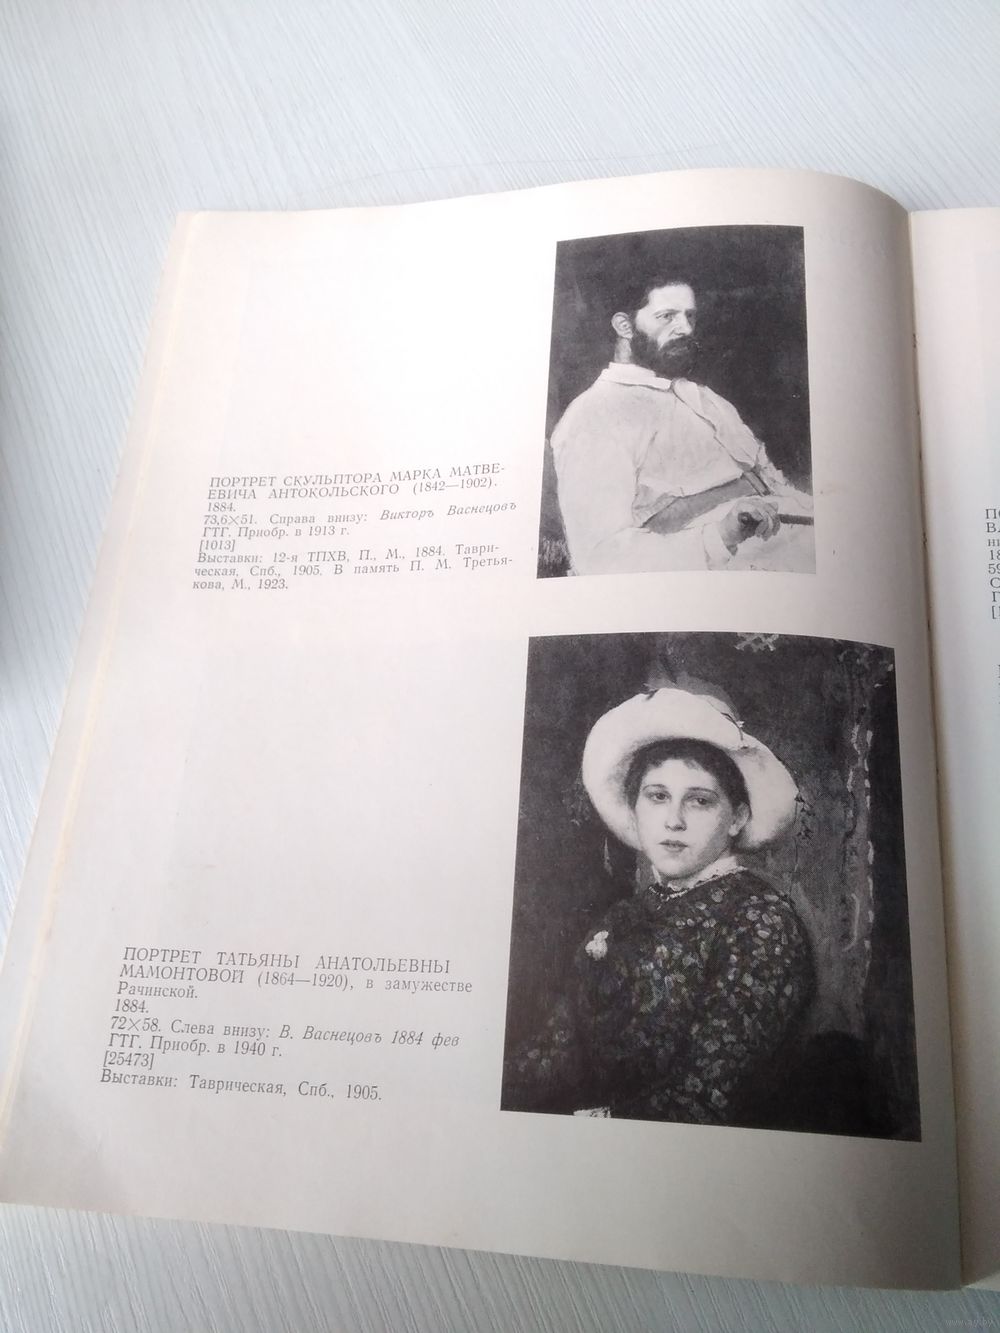 ПОРТРЕТ СКУЛЬПТОРА МАРКА МАТВЕ-
ЕВИЧА АНТОКОЛЬСКОГО (1842—1902).
1884.
73,6×51. Справа внизу: Викторъ Васнецовъ
ГТГ. Приобр. в 1913 г.
[1013]
Выставки: 12-я ТПХВ, П., М., 1884. Таври-
ческая, Спб., 1905. В память П. М. Третья-
кова, М., 1923.
ПОРТРЕТ ТАТЬЯНЫ АНАТОЛЬЕВНЫ
МАМОНТОВОЙ (1864—1920), в замужестве
Рачинской.
1884.
72×58. Слева внизу: В. Васнецовъ 1884 фев
ГТГ. Приобр. в 1940 г.
[25473]
Выставки: Таврическая, Спб., 1905.